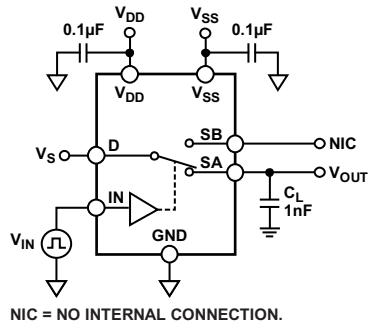 VDD VSS
0.1µF 0.1µF
VDD VSS
SB NIC
VS D SA VOUT
IN CL
1nF
VIN GND
NIC = NO INTERNAL CONNECTION.